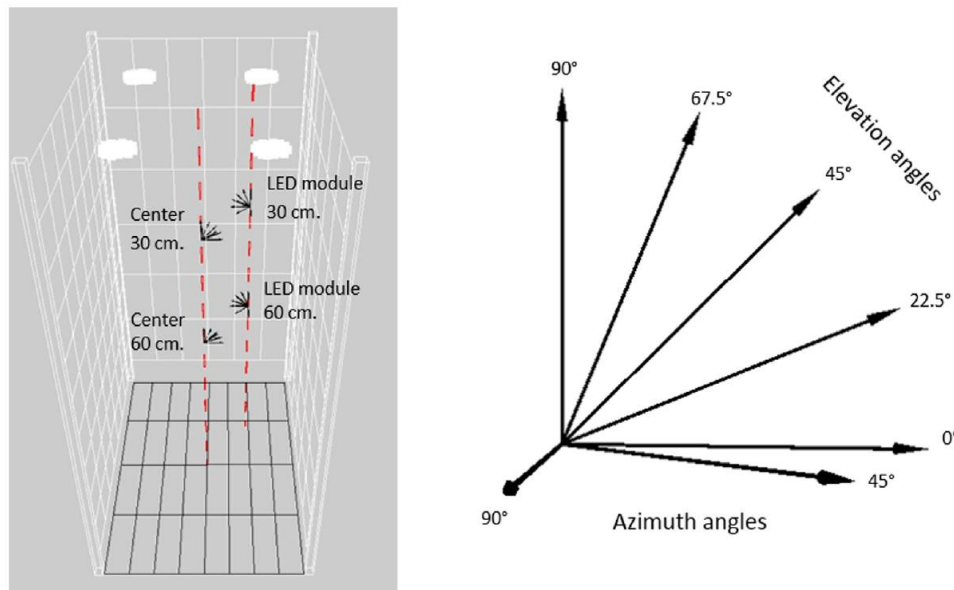 LED module
30 cm.
Center
30 cm.
LED module
60 cm.
Center
60 cm.
90°
67.5°
Elevation angles
45°
22.5°
0°
45°
90°
Azimuth angles